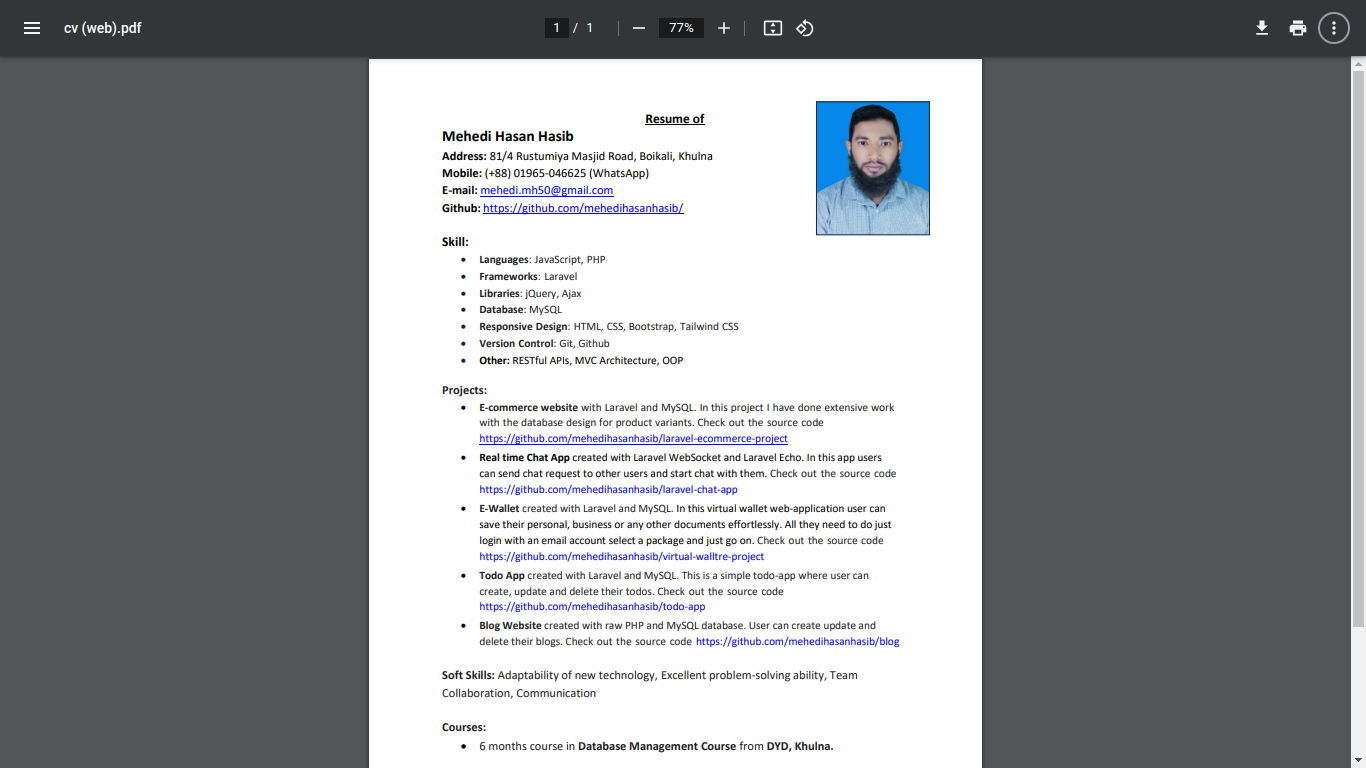 cv (web).pdf
1 / 1
77%
Resume of
Mehedi Hasan Hasib
Address: 81/4 Rustumiya Masjid Road, Boikali, Khulna
Mobile: (+88) 01965-046625 (WhatsApp)
E-mail: mehedi.mh50@gmail.com
Github: https://github.com/mehedihasanhasib/
Skill:
• Languages: JavaScript, PHP
• Frameworks: Laravel
• Libraries: jQuery, Ajax
• Database: MySQL
• Responsive Design: HTML, CSS, Bootstrap, Tailwind CSS
• Version Control: Git, Github
• Other: RESTful APIs, MVC Architecture, OOP
Projects:
• E-commerce website with Laravel and MySQL. In this project I have done extensive work
with the database design for product variants. Check out the source code
https://github.com/mehedihasanhasib/laravel-ecommerce-project
• Real time Chat App created with Laravel WebSocket and Laravel Echo. In this app users
can send chat request to other users and start chat with them. Check out the source code
https://github.com/mehedihasanhasib/laravel-chat-app
• E-Wallet created with Laravel and MySQL. In this virtual wallet web-application user can
save their personal, business or any other documents effortlessly. All they need to do just
login with an email account select a package and just go on. Check out the source code
https://github.com/mehedihasanhasib/virtual-walltre-project
• Todo App created with Laravel and MySQL. This is a simple todo-app where user can
create, update and delete their todos. Check out the source code
https://github.com/mehedihasanhasib/todo-app
• Blog Website created with raw PHP and MySQL database. User can create update and
delete their blogs. Check out the source code https://github.com/mehedihasanhasib/blog
Soft Skills: Adaptability of new technology, Excellent problem-solving ability, Team
Collaboration, Communication
Courses:
• 6 months course in Database Management Course from DYD, Khulna.